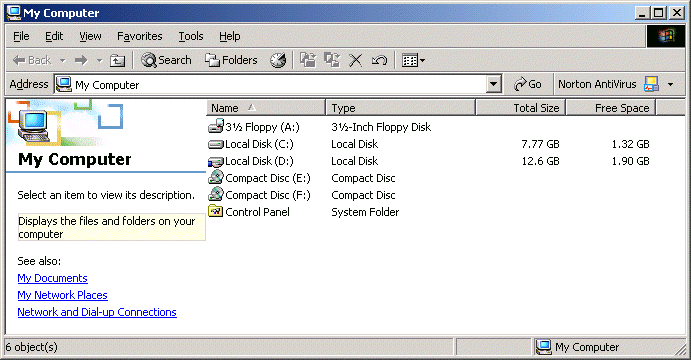 My Computer
File Edit View Favorites Tools Help
Back Search Folders
Address My Computer Go Norton AntiVirus
Name Type Total Size Free Space
3½ Floppy (A:) 3½-Inch Floppy Disk
Local Disk (C:) Local Disk 7.77 GB 1.32 GB
Local Disk (D:) Local Disk 12.6 GB 1.90 GB
Compact Disc (E:) Compact Disc
Compact Disc (F:) Compact Disc
Control Panel System Folder
My Computer
Select an item to view its description.
Displays the files and folders on your
computer
See also:
My Documents
My Network Places
Network and Dial-up Connections
6 object(s) My Computer